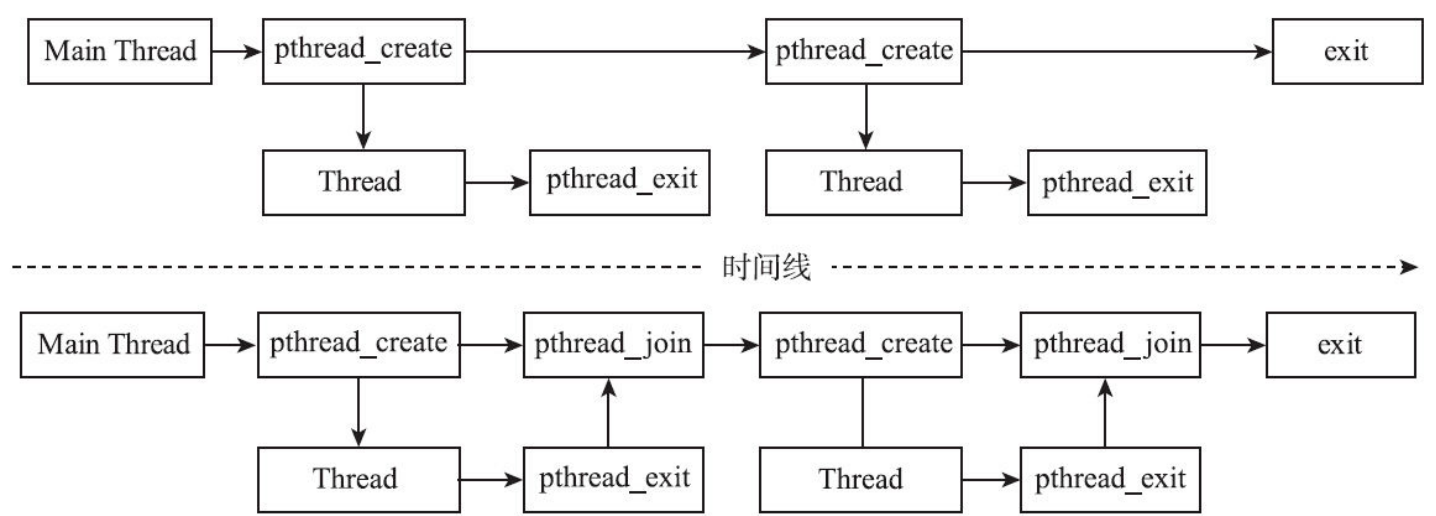 Main Thread
pthread_create
pthread_create
exit
Thread
pthread_exit
Thread
pthread_exit
时间线
Main Thread
pthread_create
pthread_join
pthread_create
pthread_join
exit
Thread
pthread_exit
Thread
pthread_exit